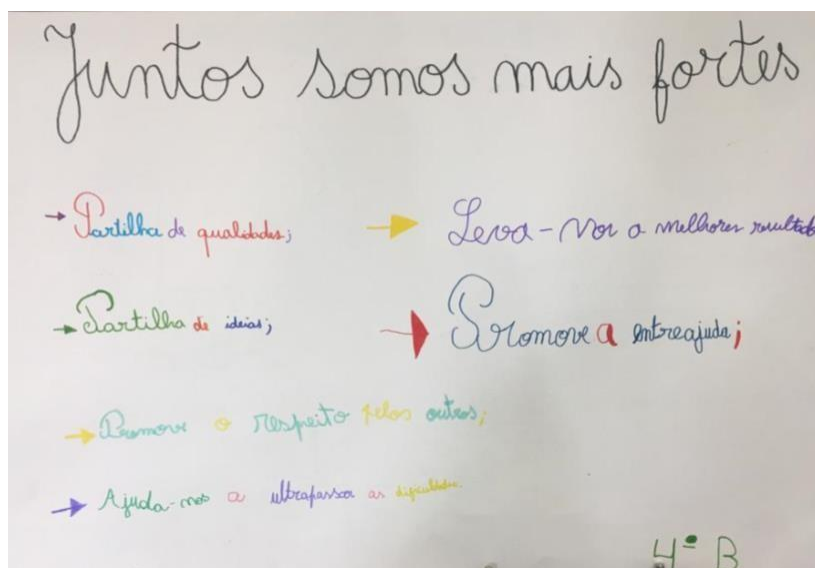 Juntos somos mais fortes
Partilha de qualidades;
Leva-nos a melhores resultado
Partilha de ideias;
Promove a entreajuda;
Promove o respeito pelos outros;
Ajuda-nos a ultrapassar as dificuldades.
4º B